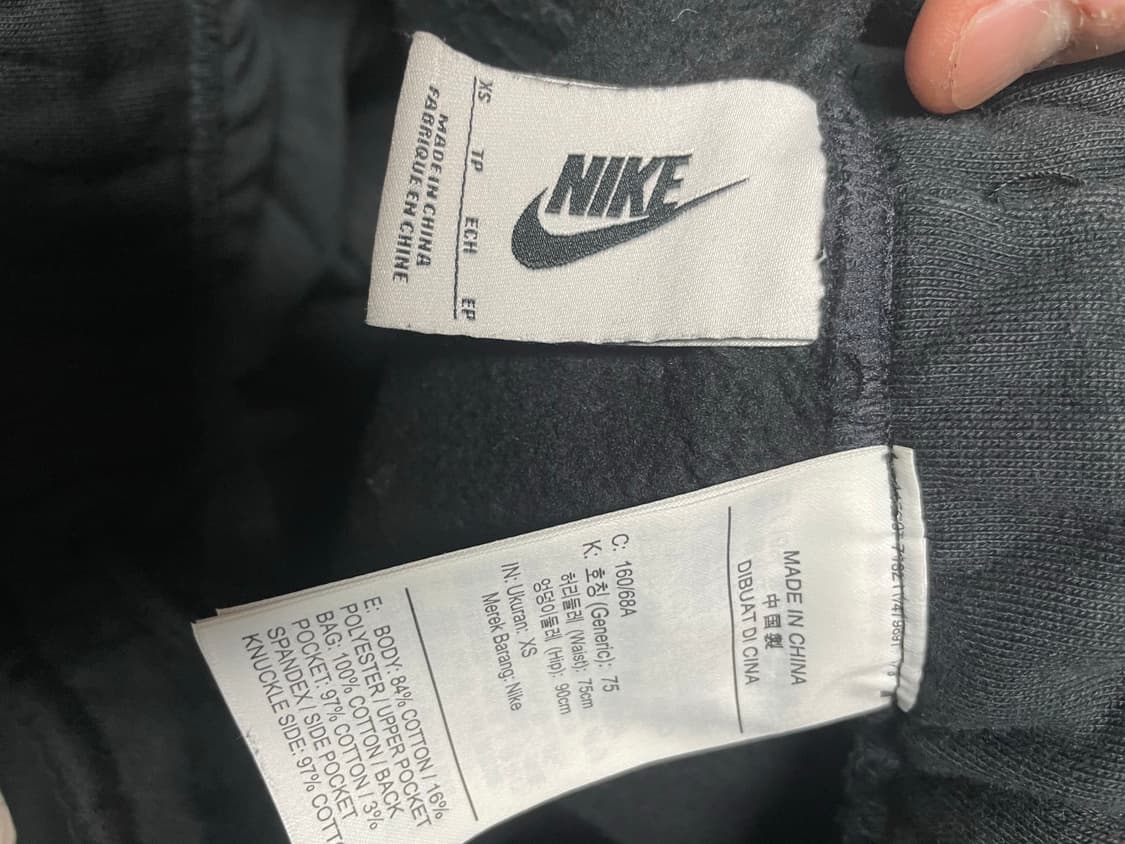 NIKE
XS TP ECH EP
MADE IN CHINA
FABRIQUE EN CHINE
MADE IN CHINA
中国製
DIBUAT DI CINA
C: 160/68A
K: 호칭 (Generic): 75
허리둘레 (Waist): 75cm
엉덩이둘레 (Hip): 90cm
IN: Ukuran: XS
Merek Barang: Nike
E: BODY: 84% COTTON / 16%
POLYESTER / UPPER POCKET
BAG: 100% COTTON / BACK
POCKET: 97% COTTON / 3%
SPANDEX / SIDE POCKET
KNUCKLE SIDE: 97% COTT